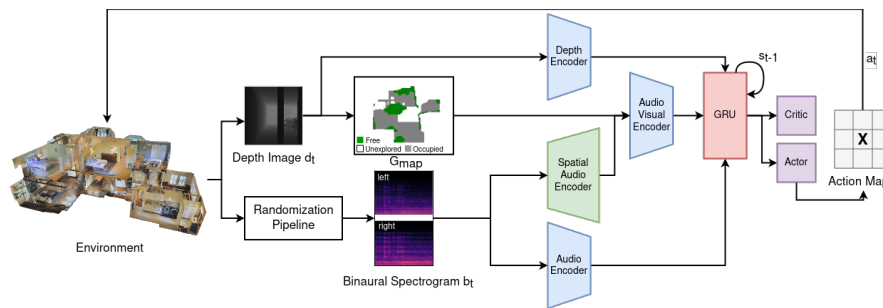 Environment
Depth Image dt
Randomization
Pipeline
Free
Unexplored
Occupied
Gmap
left
right
Binaural Spectrogram bt
Depth
Encoder
Spatial
Audio
Encoder
Audio
Encoder
Audio
Visual
Encoder
GRU
st-1
Critic
Actor
at
X
Action Map